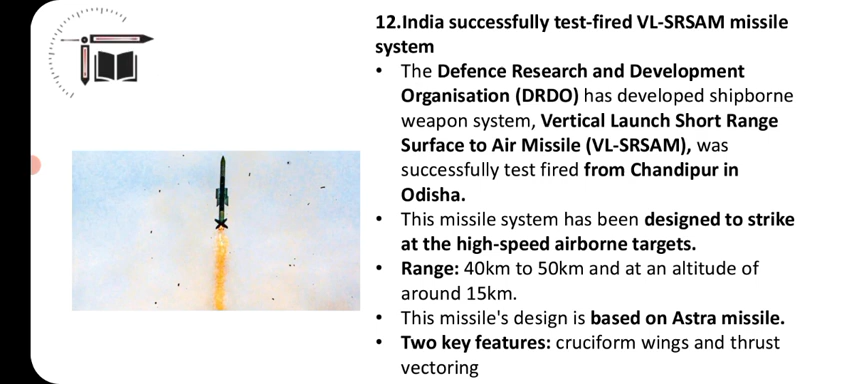 12.India successfully test-fired VL-SRSAM missile
system
• The Defence Research and Development
Organisation (DRDO) has developed shipborne
weapon system, Vertical Launch Short Range
Surface to Air Missile (VL-SRSAM), was
successfully test fired from Chandipur in
Odisha.
• This missile system has been designed to strike
at the high-speed airborne targets.
• Range: 40km to 50km and at an altitude of
around 15km.
• This missile's design is based on Astra missile.
• Two key features: cruciform wings and thrust
vectoring